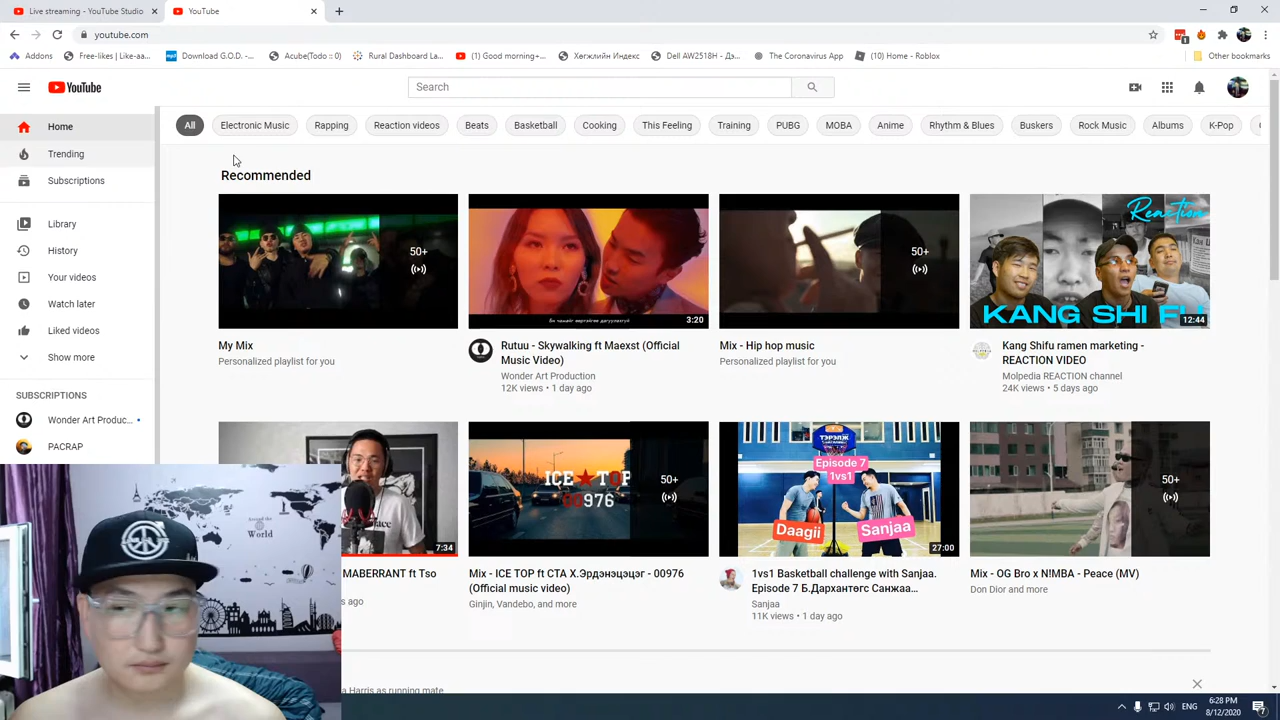 Live streaming - YouTube Studio
YouTube
youtube.com
Addons
Free-likes | Like-aa...
Download G.O.D. -...
Acube(Todo :: 0)
Rural Dashboard La...
(1) Good morning+...
Хөгжлийн Индекс
Dell AW2518H - Дэ...
The Coronavirus App
(10) Home - Roblox
Other bookmarks
YouTube
Search
Home
Trending
Subscriptions
Library
History
Your videos
Watch later
Liked videos
Show more
SUBSCRIPTIONS
Wonder Art Produc...
PACRAP
All
Electronic Music
Rapping
Reaction videos
Beats
Basketball
Cooking
This Feeling
Training
PUBG
MOBA
Anime
Rhythm & Blues
Buskers
Rock Music
Albums
K-Pop
Recommended
50+
3:20
50+
Reaction
KANG SHI FU
12:44
My Mix
Personalized playlist for you
Rutuu - Skywalking ft Maexst (Official
Music Video)
Wonder Art Production
12K views • 1 day ago
Mix - Hip hop music
Personalized playlist for you
Kang Shifu ramen marketing -
REACTION VIDEO
Molpedia REACTION channel
24K views • 5 days ago
7:34
ICE TOP
00976
50+
ТЭРЭЛЖ
Episode 7
1vs1
Daagii
Sanjaa
27:00
50+
MABERRANT ft Tso
s ago
Mix - ICE TOP ft CTA Х.Эрдэнэцэцэг - 00976
(Official music video)
Ginjin, Vandebo, and more
1vs1 Basketball challenge with Sanjaa.
Episode 7 Б.Дархантөгс Санжаа...
Sanjaa
11K views • 1 day ago
Mix - OG Bro x N!MBA - Peace (MV)
Don Dior and more
Around the
World
a Harris as running mate
ENG
6:28 PM
8/12/2020